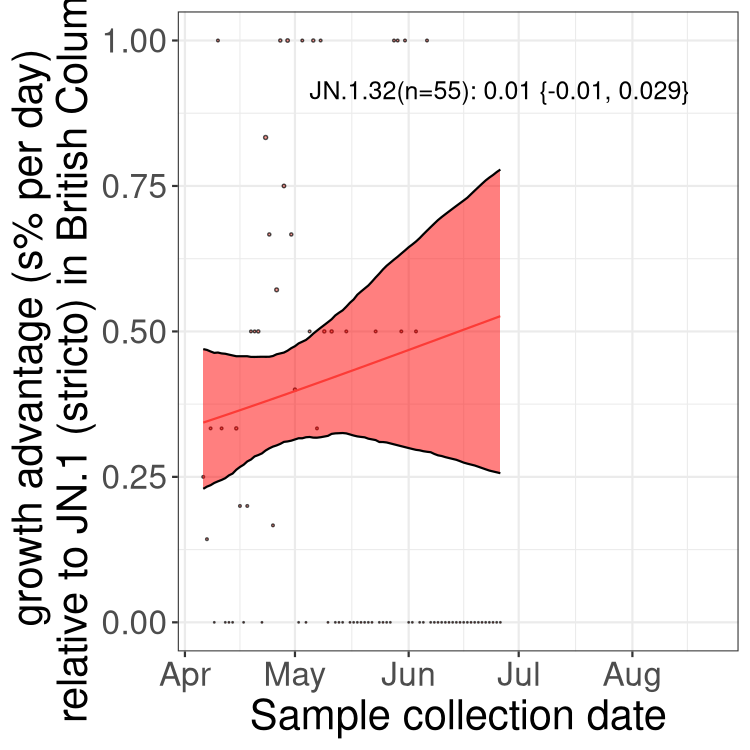 growth advantage (s% per day)
relative to JN.1 (stricto) in British Colum
1.00
JN.1.32(n=55): 0.01 {-0.01, 0.029}
0.75
0.50
0.25
0.00
Apr May Jun Jul Aug
Sample collection date